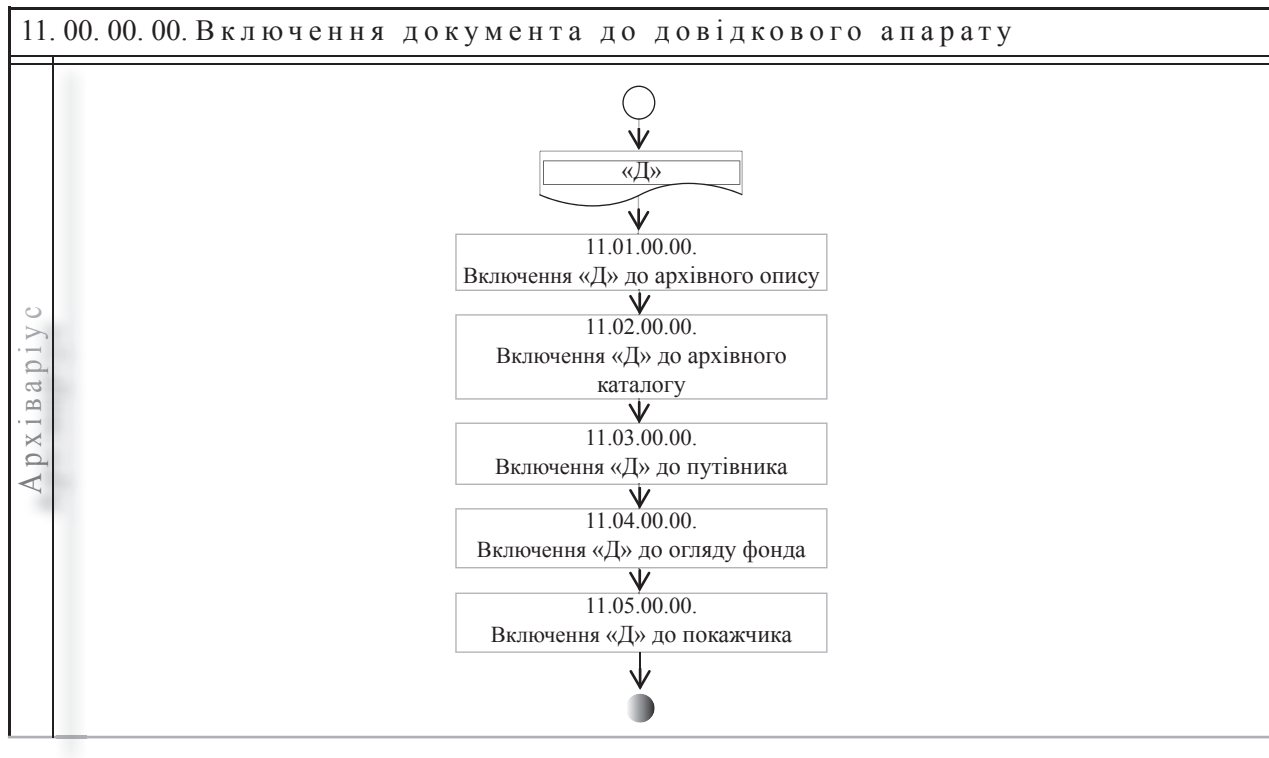 11. 00. 00. 00. Включення документа до довідкового апарату
Архіваріус
«Д»
11.01.00.00.
Включення «Д» до архівного опису
11.02.00.00.
Включення «Д» до архівного
каталогу
11.03.00.00.
Включення «Д» до путівника
11.04.00.00.
Включення «Д» до огляду фонда
11.05.00.00.
Включення «Д» до покажчика